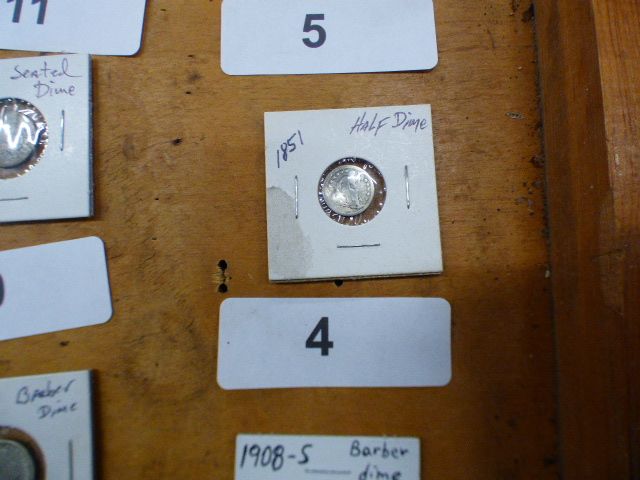 11
5
Seated
Dime
1851 Half Dime
4
Barber
Dime
1908-S Barber
dime